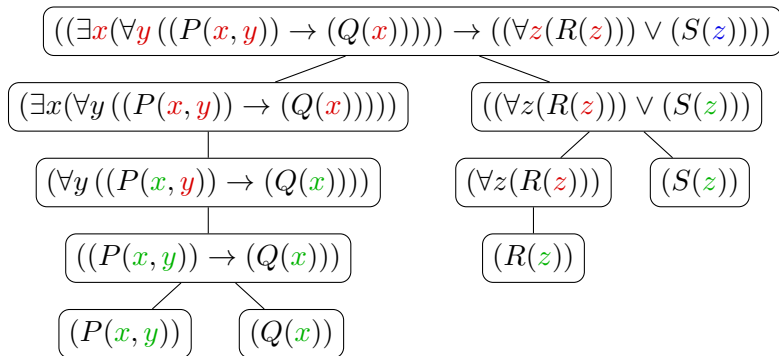 ((∃x(∀y ((P(x, y)) → (Q(x))))) → ((∀z(R(z))) ∨ (S(z))))
(∃x(∀y ((P(x, y)) → (Q(x)))))
((∀z(R(z))) ∨ (S(z)))
(∀y ((P(x, y)) → (Q(x))))
(∀z(R(z)))
(S(z))
((P(x, y)) → (Q(x)))
(R(z))
(P(x, y))
(Q(x))